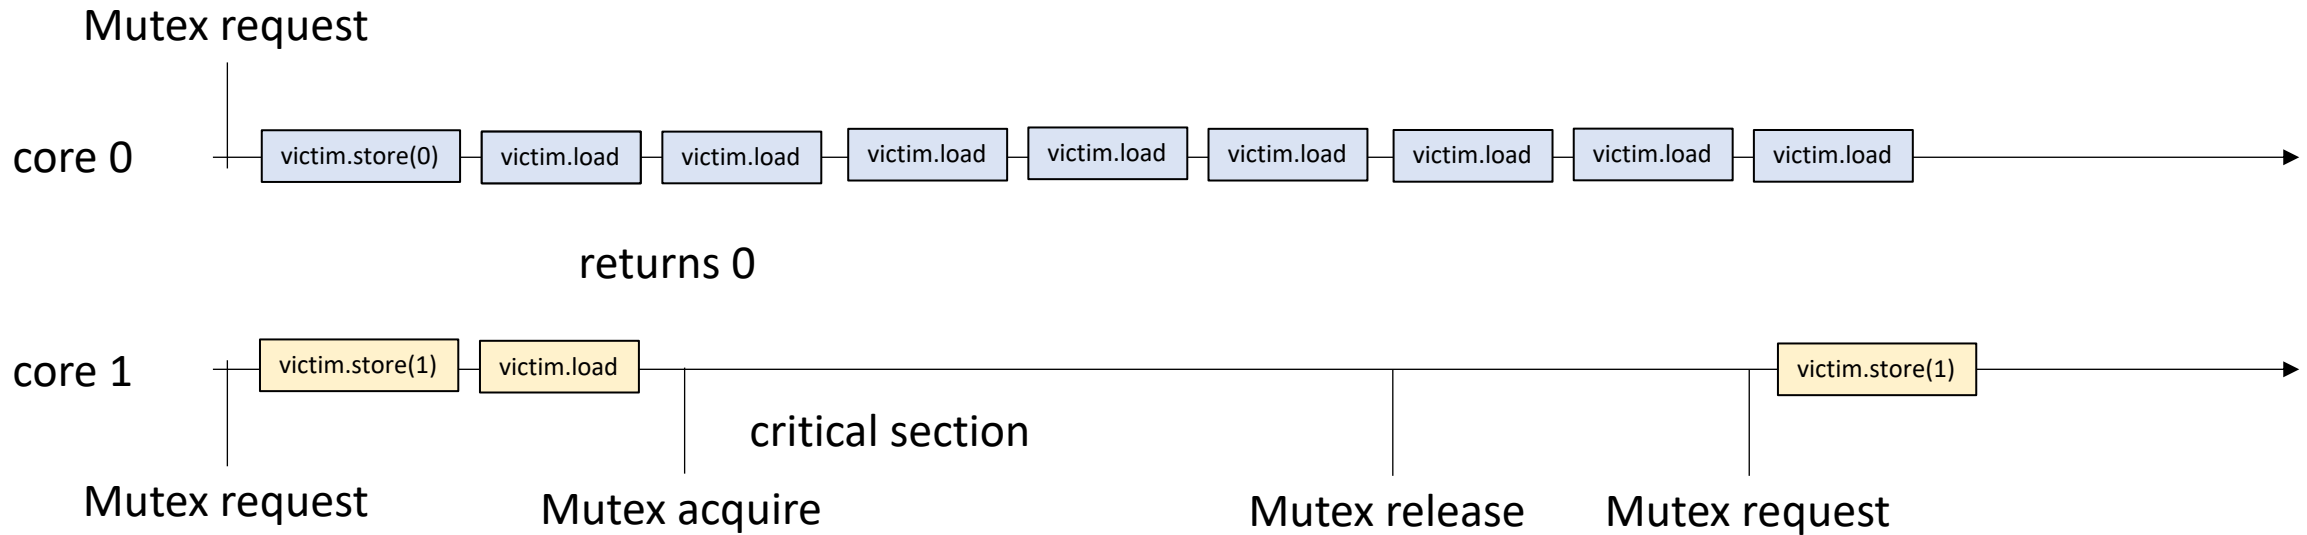 Mutex request
core 0
victim.store(0)
victim.load
victim.load
victim.load
victim.load
victim.load
victim.load
victim.load
victim.load
returns 0
core 1
victim.store(1)
victim.load
victim.store(1)
critical section
Mutex request
Mutex acquire
Mutex release
Mutex request